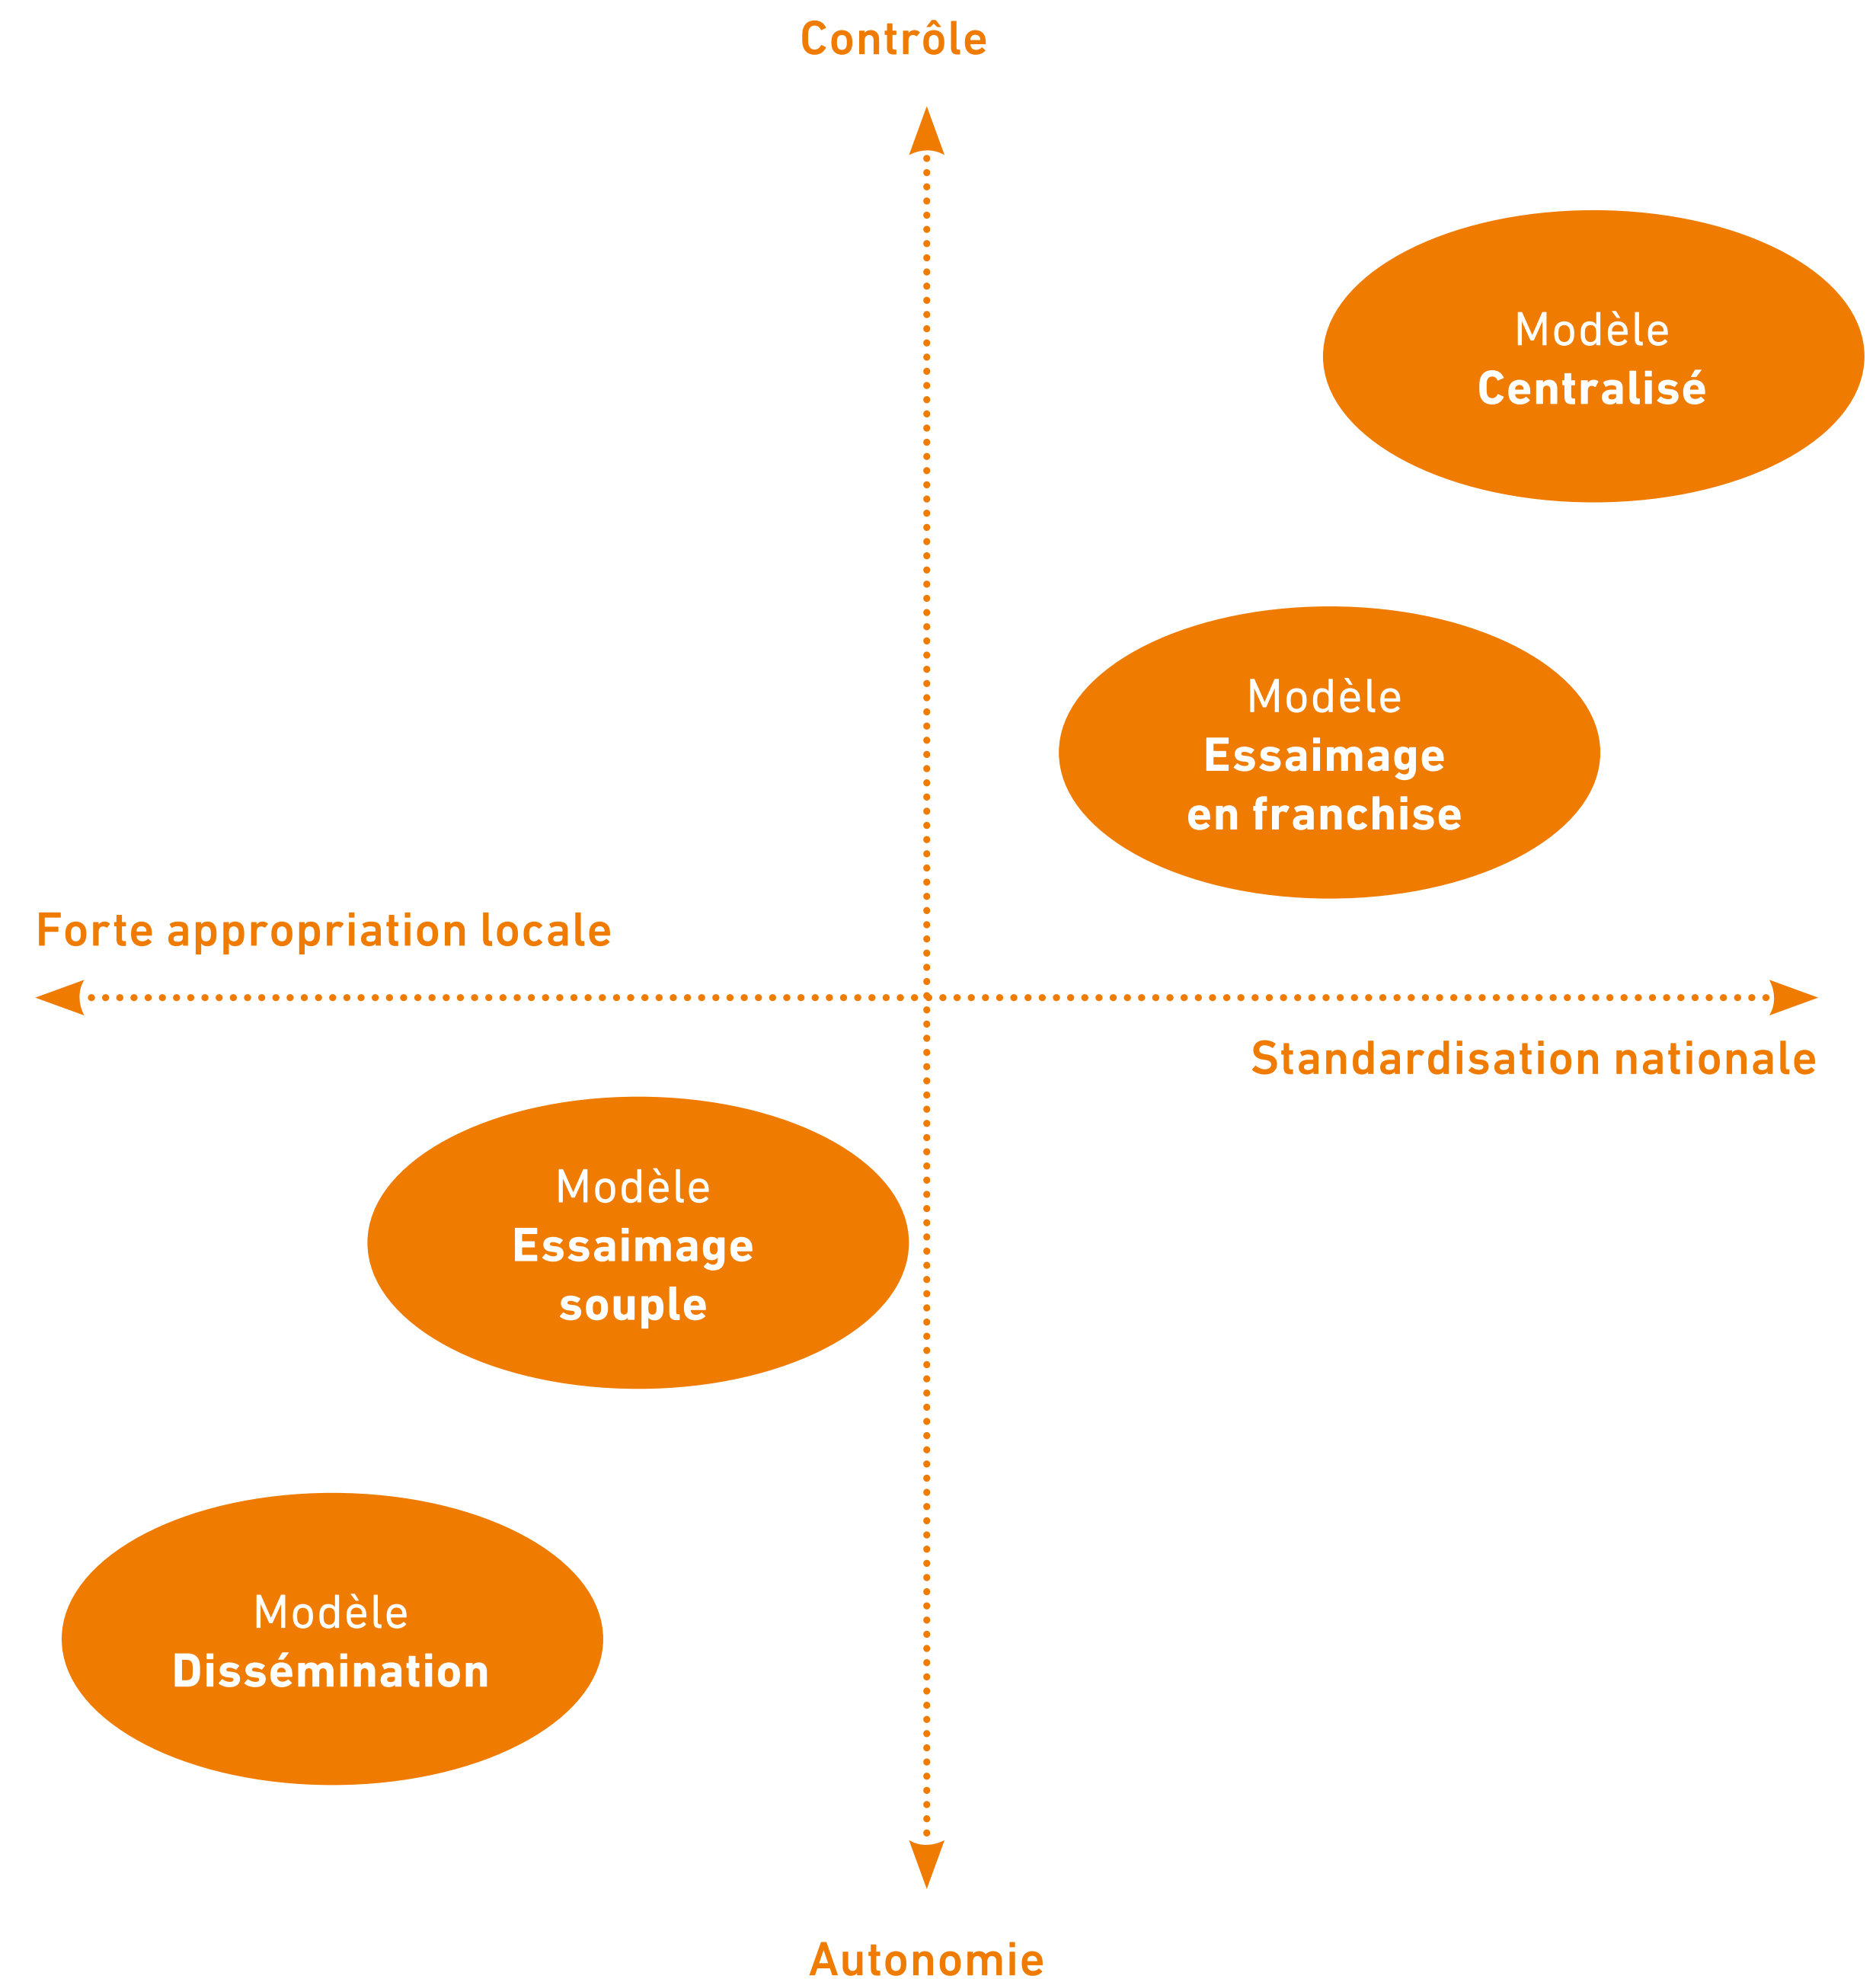 Contrôle
Modèle
Centralisé
Modèle
Essaimage
en franchise
Forte appropriation locale
Standardisation nationale
Modèle
Essaimage
souple
Modèle
Dissémination
Autonomie